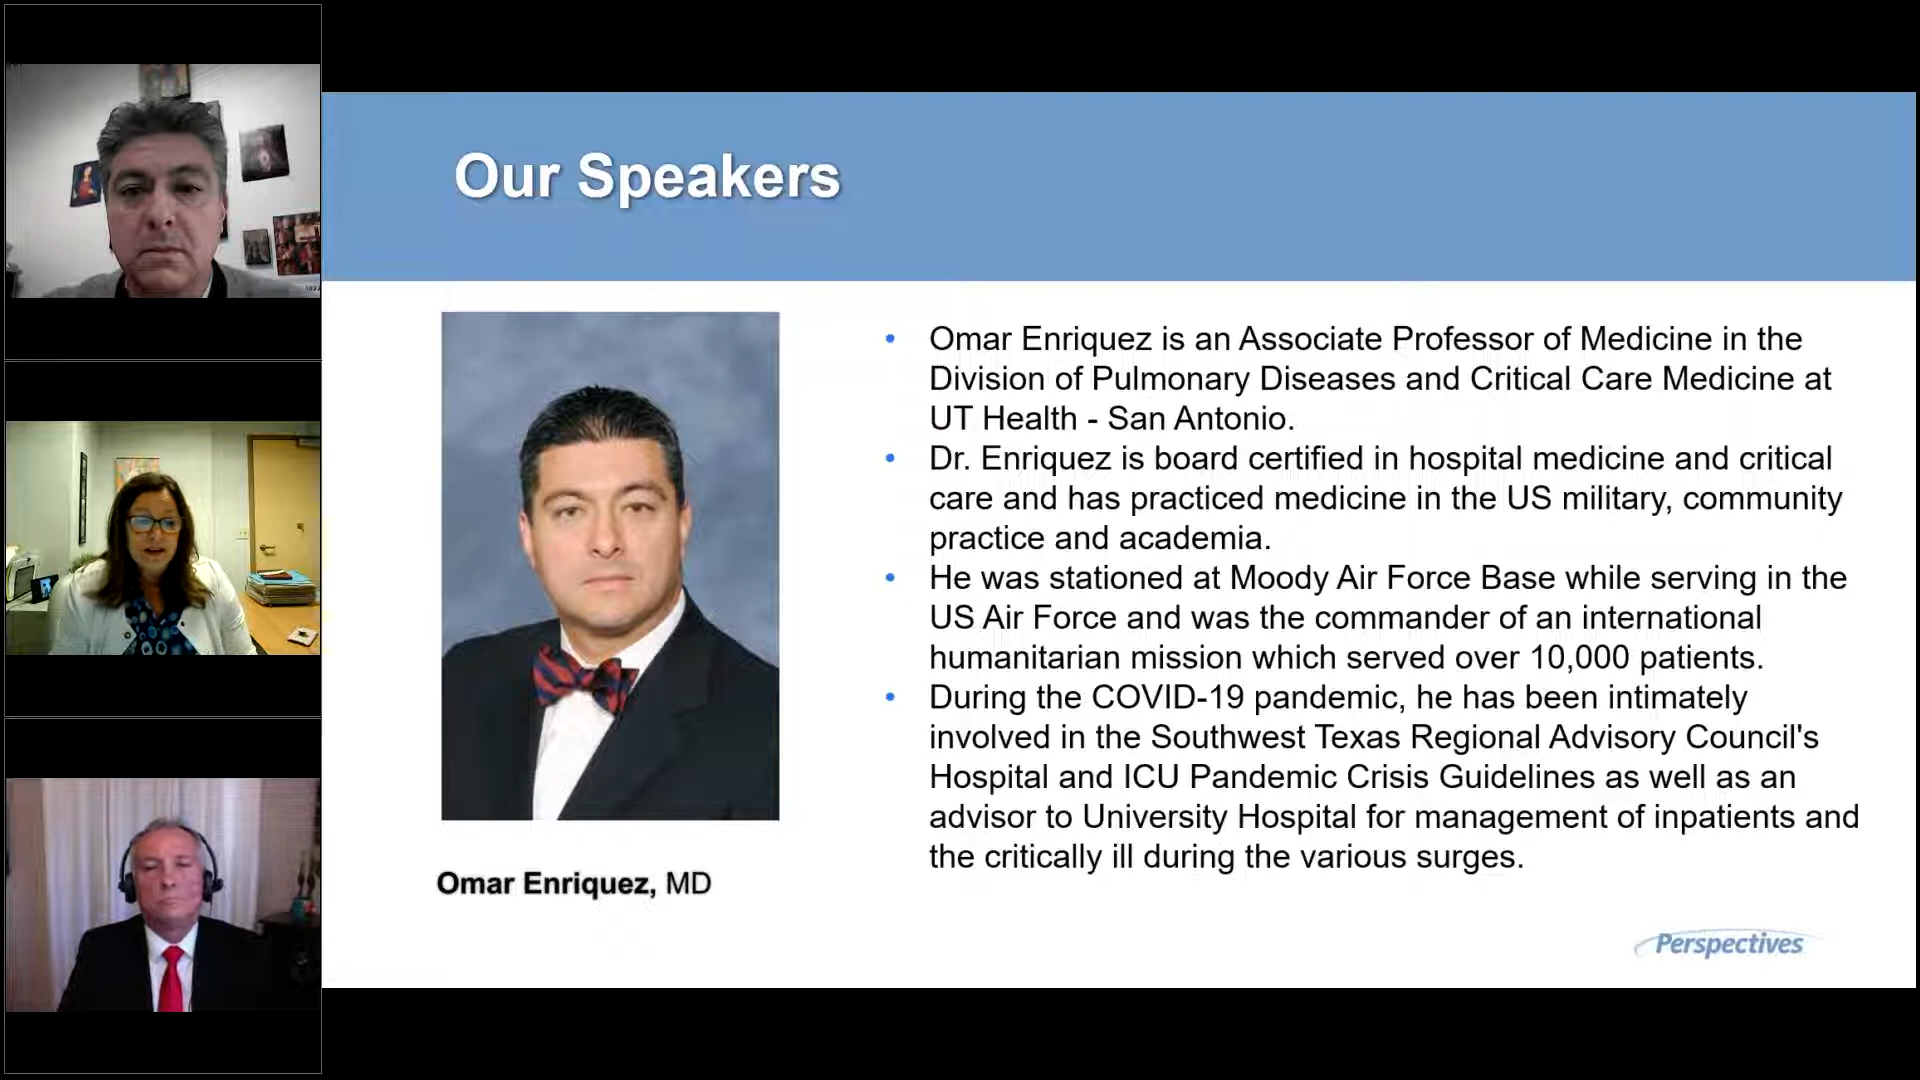 Our Speakers
• Omar Enriquez is an Associate Professor of Medicine in the
Division of Pulmonary Diseases and Critical Care Medicine at
UT Health - San Antonio.
• Dr. Enriquez is board certified in hospital medicine and critical
care and has practiced medicine in the US military, community
practice and academia.
• He was stationed at Moody Air Force Base while serving in the
US Air Force and was the commander of an international
humanitarian mission which served over 10,000 patients.
• During the COVID-19 pandemic, he has been intimately
involved in the Southwest Texas Regional Advisory Council's
Hospital and ICU Pandemic Crisis Guidelines as well as an
advisor to University Hospital for management of inpatients and
the critically ill during the various surges.
Omar Enriquez, MD
Perspectives